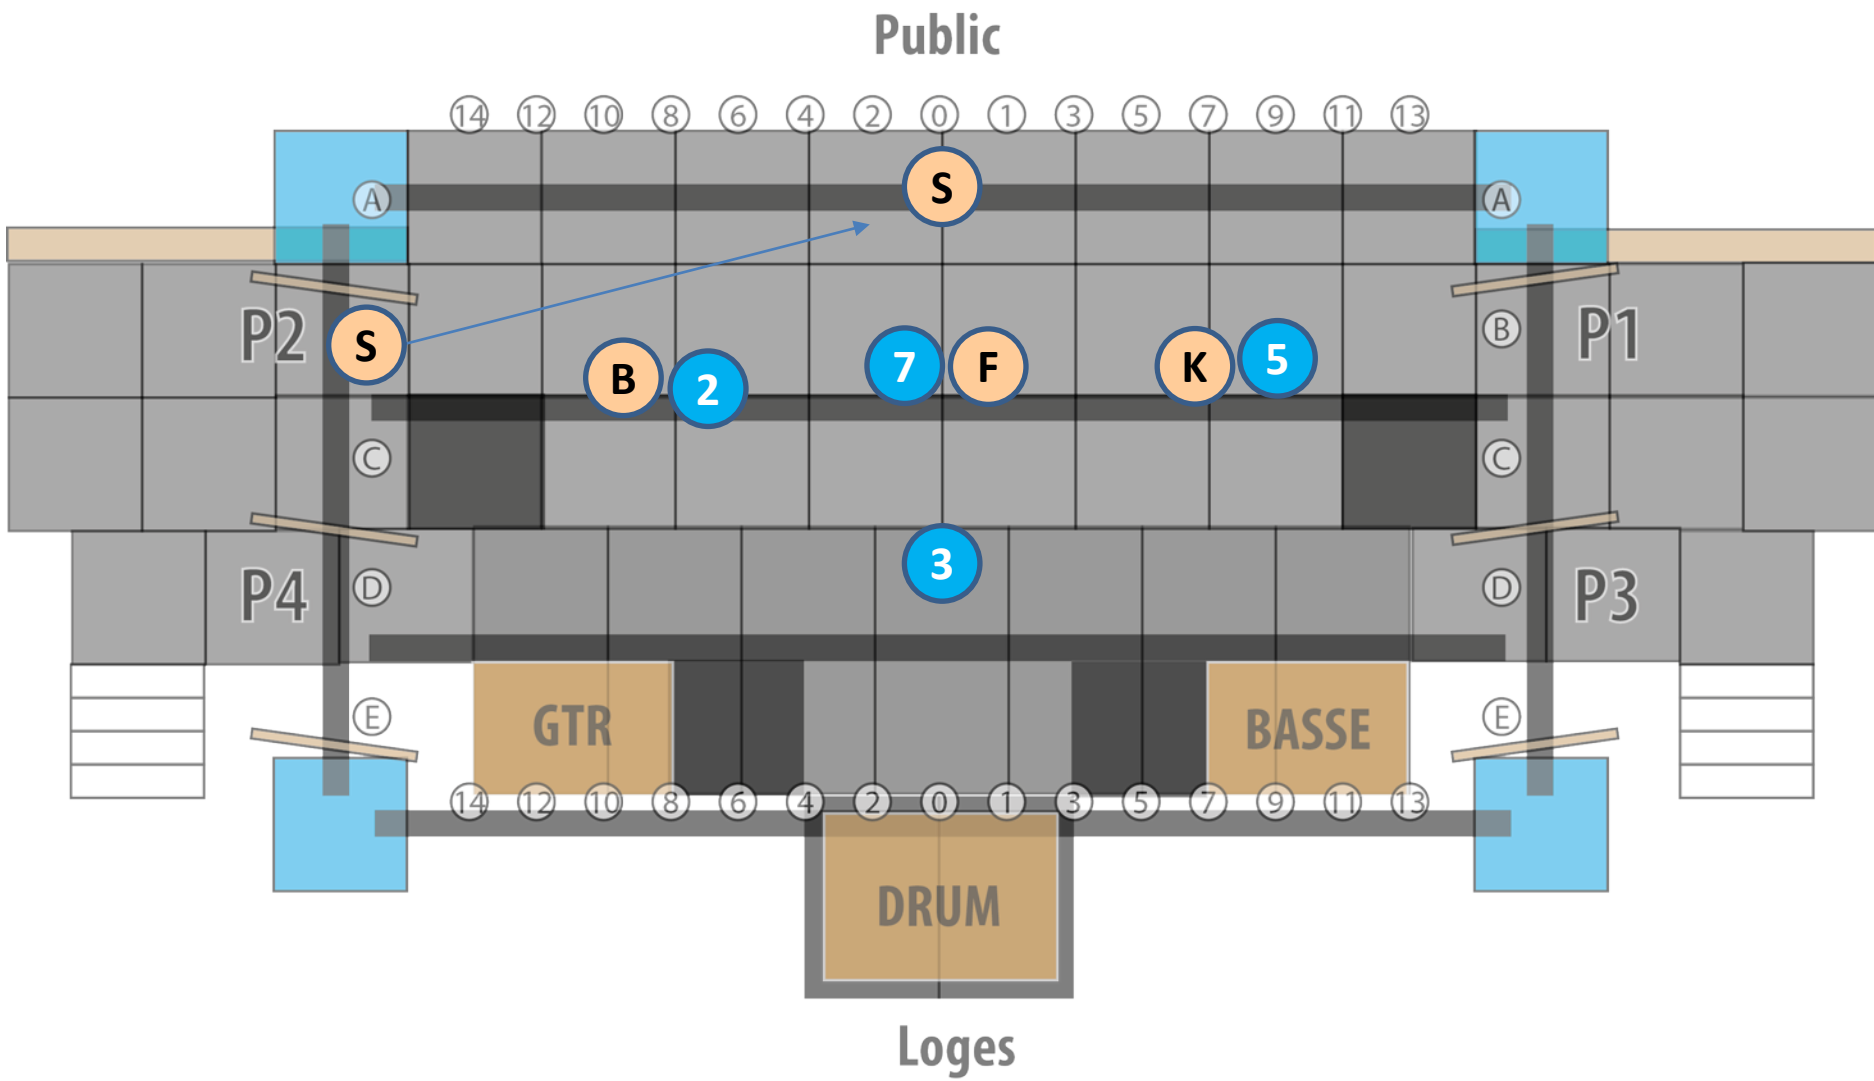 Public
14 12 10 8 6 4 2 0 1 3 5 7 9 11 13
A S A
P2 S B 2 7 F K 5 B P1
C C
P4 D 3 D P3
E GTR BASSE E
14 12 10 8 6 4 2 0 1 3 5 7 9 11 13
DRUM
Loges